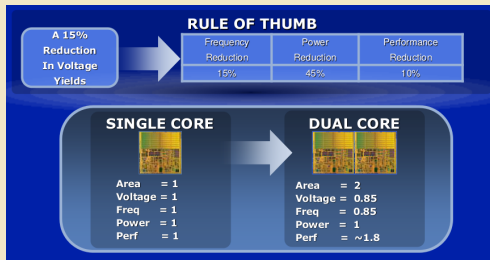 RULE OF THUMB
A 15%
Reduction
In Voltage
Yields
Frequency Reduction
Power Reduction
Performance Reduction
15% 45% 10%
SINGLE CORE
Area = 1
Voltage = 1
Freq = 1
Power = 1
Perf = 1
DUAL CORE
Area = 2
Voltage = 0.85
Freq = 0.85
Power = 1
Perf = ~1.8